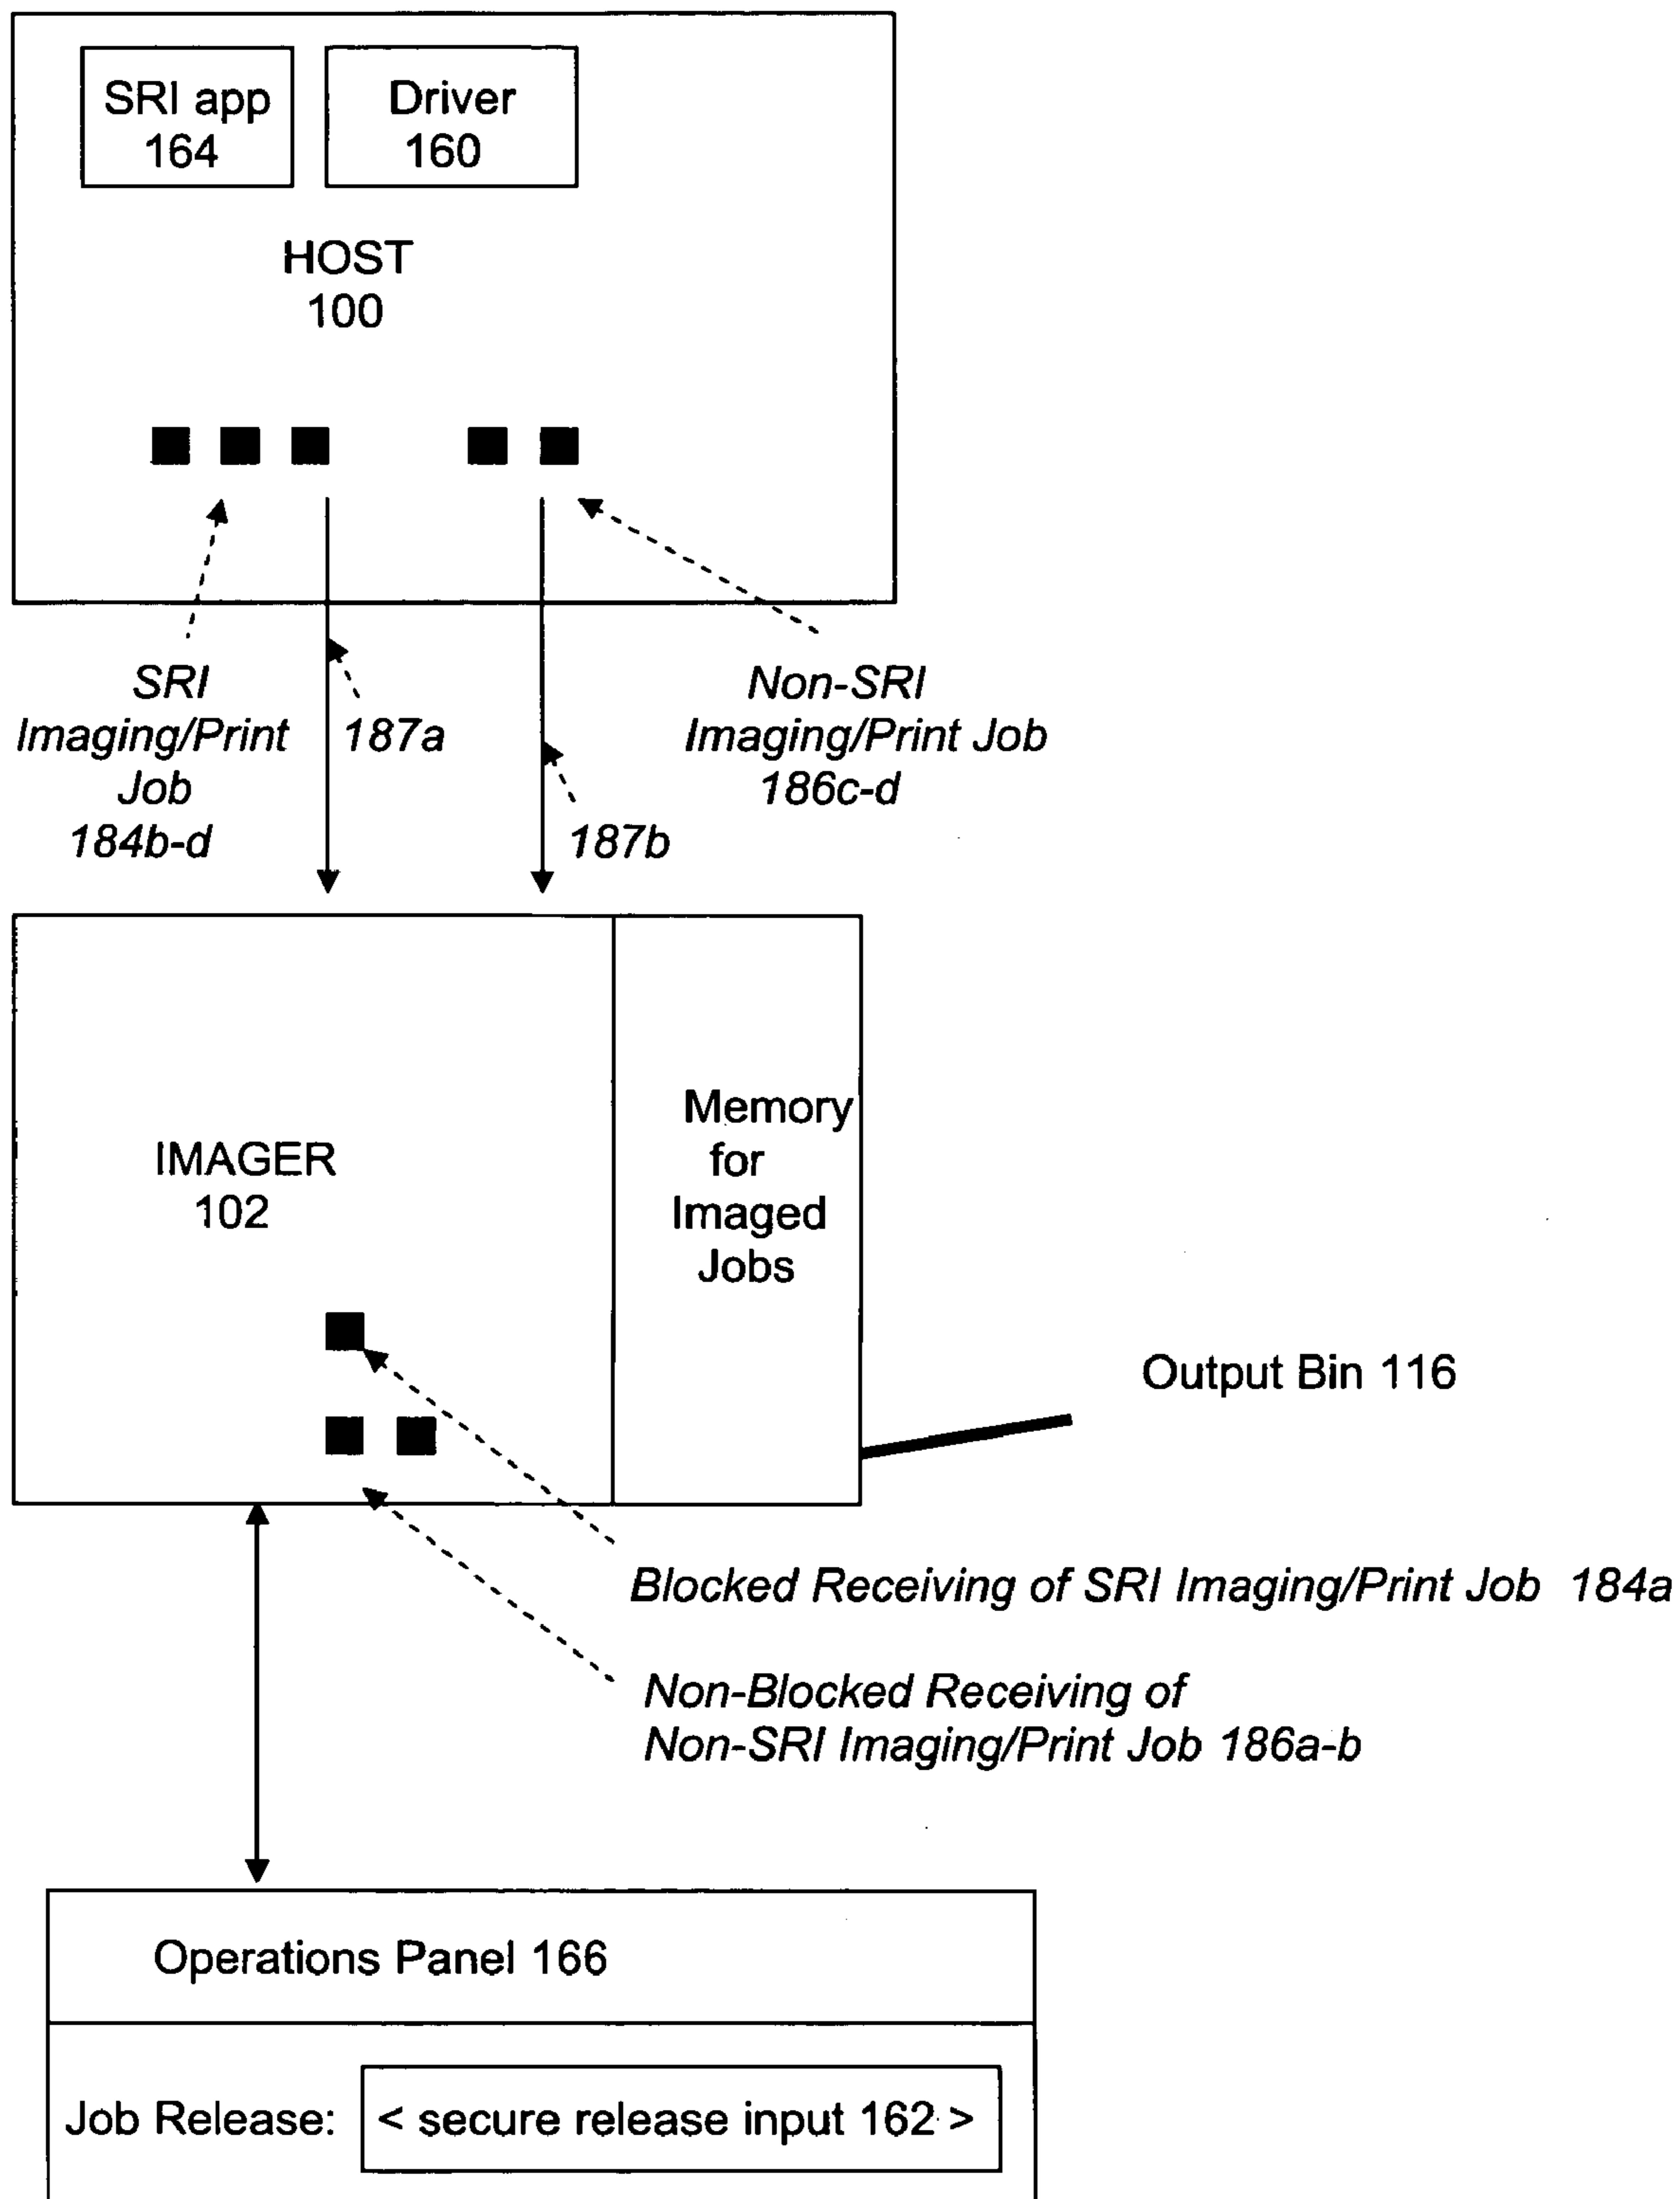 SRI app
164
Driver
160
HOST
100
SRI
Imaging/Print
Job
184b-d
187a
187b
Non-SRI
Imaging/Print Job
186c-d
IMAGER
102
Memory
for
Imaged
Jobs
Output Bin 116
Blocked Receiving of SRI Imaging/Print Job 184a
Non-Blocked Receiving of
Non-SRI Imaging/Print Job 186a-b
Operations Panel 166
Job Release:
< secure release input 162 >